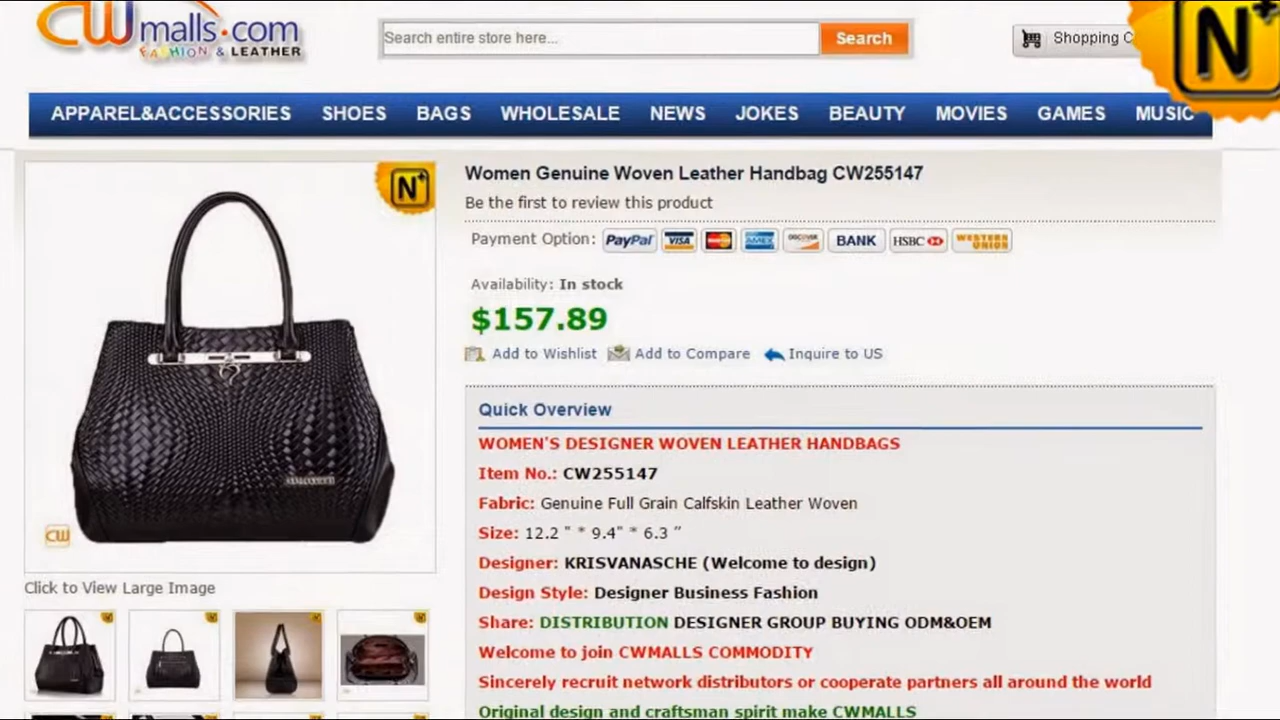 CWmalls.com
FASHION & LEATHER
Search entire store here...
Search
Shopping C
N+
APPAREL&ACCESSORIES SHOES BAGS WHOLESALE NEWS JOKES BEAUTY MOVIES GAMES MUSIC
N+
Women Genuine Woven Leather Handbag CW255147
Be the first to review this product
Payment Option: PayPal VISA MasterCard AMEX DISCOVER BANK HSBC WESTERN UNION
Availability: In stock
$157.89
Add to Wishlist Add to Compare Inquire to US
Quick Overview
WOMEN'S DESIGNER WOVEN LEATHER HANDBAGS
Item No.: CW255147
Fabric: Genuine Full Grain Calfskin Leather Woven
Size: 12.2 " * 9.4" * 6.3 "
Designer: KRISVANASCHE (Welcome to design)
Design Style: Designer Business Fashion
Share: DISTRIBUTION DESIGNER GROUP BUYING ODM&OEM
Welcome to join CWMALLS COMMODITY
Sincerely recruit network distributors or cooperate partners all around the world
Original design and craftsman spirit make CWMALLS
CW
Click to View Large Image